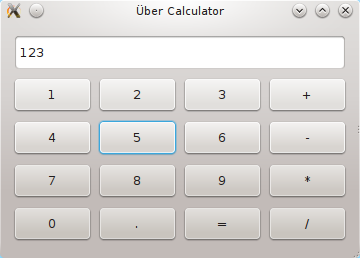 Über Calculator
123
1 2 3 +
4 5 6 -
7 8 9 *
0 . = /